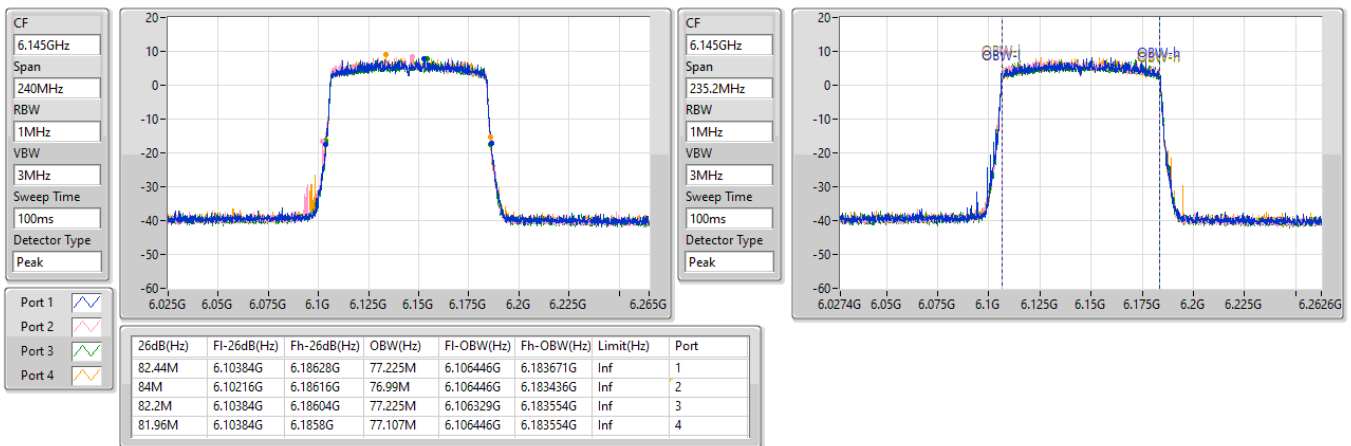 CF
6.145GHz
Span
240MHz
RBW
1MHz
VBW
3MHz
Sweep Time
100ms
Detector Type
Peak
20
10
0
-10
-20
-30
-40
-50
-60
6.025G 6.05G 6.075G 6.1G 6.125G 6.15G 6.175G 6.2G 6.225G 6.265G
CF
6.145GHz
Span
235.2MHz
RBW
1MHz
VBW
3MHz
Sweep Time
100ms
Detector Type
Peak
20
10
0
-10
-20
-30
-40
-50
-60
OBW-l OBW-h
6.0274G 6.05G 6.075G 6.1G 6.125G 6.15G 6.175G 6.2G 6.225G 6.2626G
Port 1
Port 2
Port 3
Port 4
26dB(Hz) Fl-26dB(Hz) Fh-26dB(Hz) OBW(Hz) Fl-OBW(Hz) Fh-OBW(Hz) Limit(Hz) Port
82.44M 6.10384G 6.18628G 77.225M 6.106446G 6.183671G Inf 1
84M 6.10216G 6.18616G 76.99M 6.106446G 6.183436G Inf 2
82.2M 6.10384G 6.18604G 77.225M 6.106329G 6.183554G Inf 3
81.96M 6.10384G 6.1858G 77.107M 6.106446G 6.183554G Inf 4